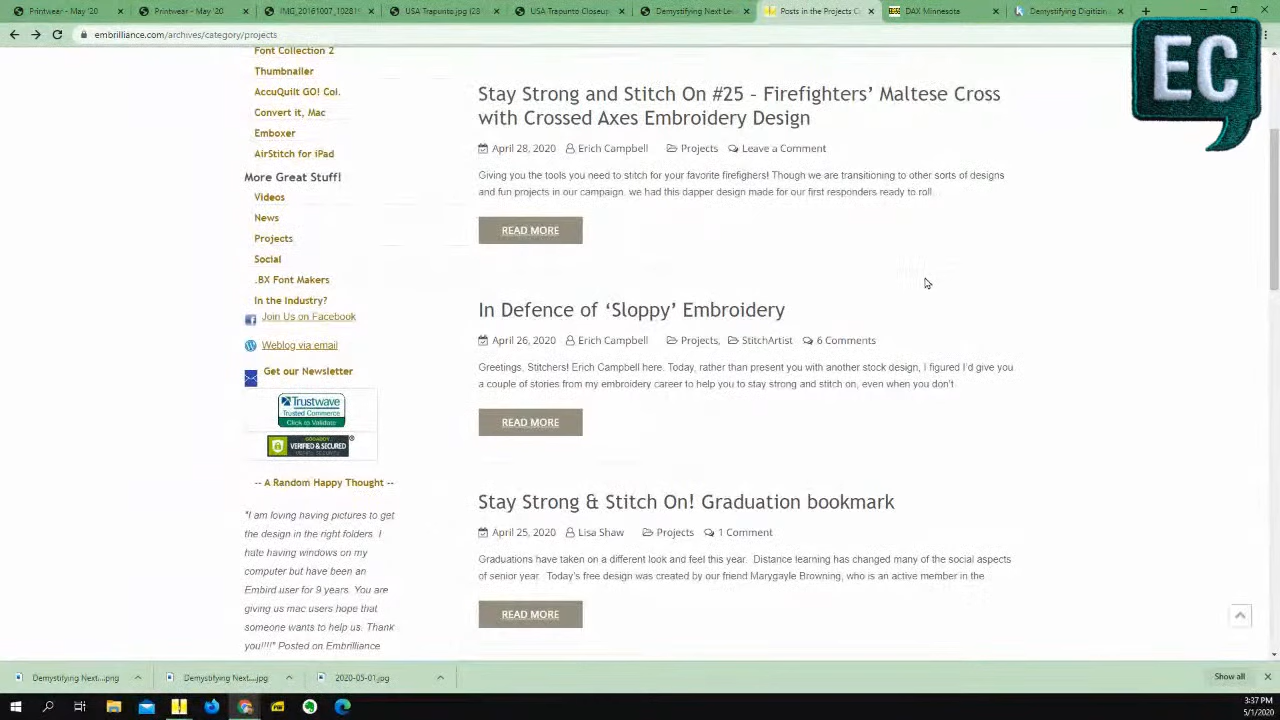 Printwear - May'20
Printwear - May'20
IMG_20161007_10281
USA Trapunto.jpg (28
USA Trapunto Closeup
Demystifying Next-Lev
Posts in the Projects Ca
DAX Minnesota
Demystifying Digitizin
embrilliance.com/archives/category/projects
EC
Font Collection 2
Thumbnailer
AccuQuilt GO! Col.
Convert it, Mac
Emboxer
AirStitch for iPad
More Great Stuff!
Videos
News
Projects
Social
.BX Font Makers
In the Industry?
Join Us on Facebook
Weblog via email
Get our Newsletter
Trustwave
Trusted Commerce
Click to Validate
VERIFIED & SECURED
-- A Random Happy Thought --
"I am loving having pictures to get
the design in the right folders. I
hate having windows on my
computer but have been an
Embird user for 9 years. You are
giving us mac users hope that
someone wants to help us. Thank
you!!!!" Posted on Embrilliance
Stay Strong and Stitch On #25 – Firefighters' Maltese Cross
with Crossed Axes Embroidery Design
April 28, 2020 Erich Campbell Projects Leave a Comment
Giving you the tools you need to stitch for your favorite firefighers! Though we are transitioning to other sorts of designs
and fun projects in our campaign, we had this dapper design made for our first responders ready to roll.
READ MORE
In Defence of 'Sloppy' Embroidery
April 26, 2020 Erich Campbell Projects, StitchArtist 6 Comments
Greetings, Stitchers! Erich Campbell here. Today, rather than present you with another stock design, I figured I'd give you
a couple of stories from my embroidery career to help you to stay strong and stitch on, even when you don't
READ MORE
Stay Strong & Stitch On! Graduation bookmark
April 25, 2020 Lisa Shaw Projects 1 Comment
Graduations have taken on a different look and feel this year. Distance learning has changed many of the social aspects
of senior year. Today's free design was created by our friend Marygayle Browning, who is an active member in the
READ MORE
Demystifying Next....png
Demystifying Next....jpg
2020-05-01.jpg
Show all
3:37 PM
5/1/2020